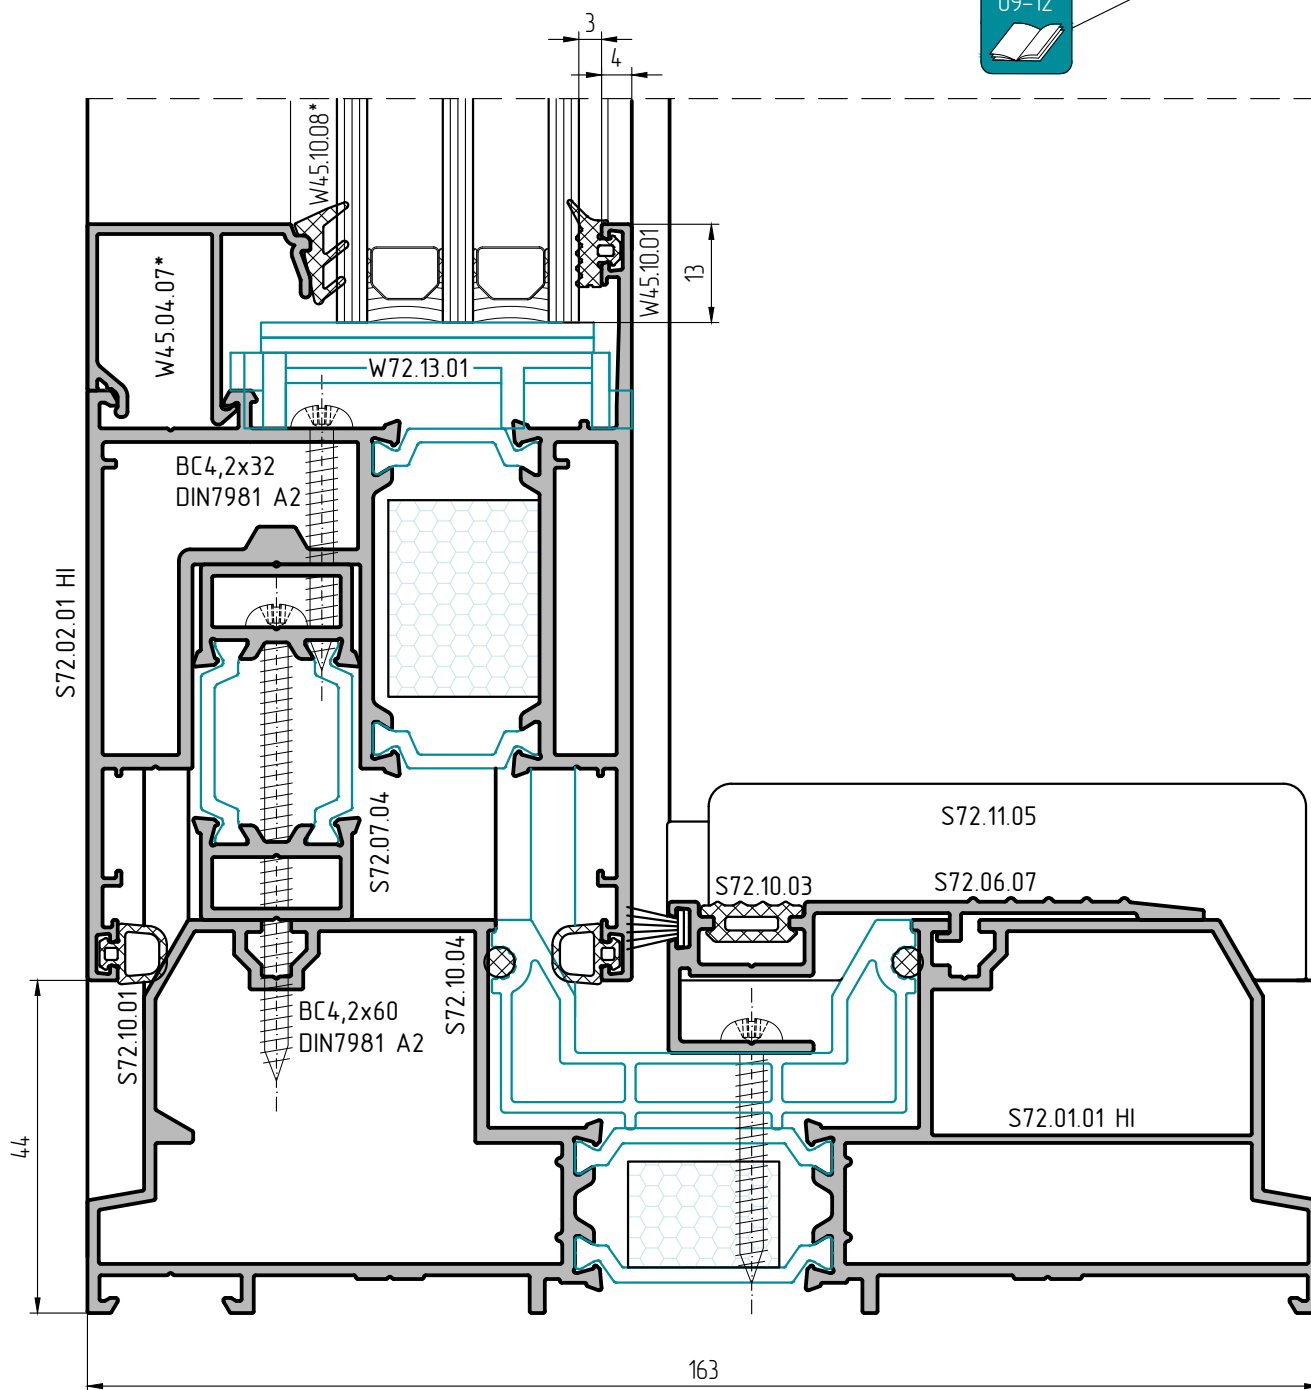 09-12
3
4
W45.10.08*
W45.10.01
13
W45.04.07*
W72.13.01
BC4,2x32
DIN7981 A2
S72.02.01 HI
S72.07.04
S72.11.05
S72.10.03
S72.06.07
S72.10.04
S72.10.01
BC4,2x60
DIN7981 A2
S72.01.01 HI
44
163